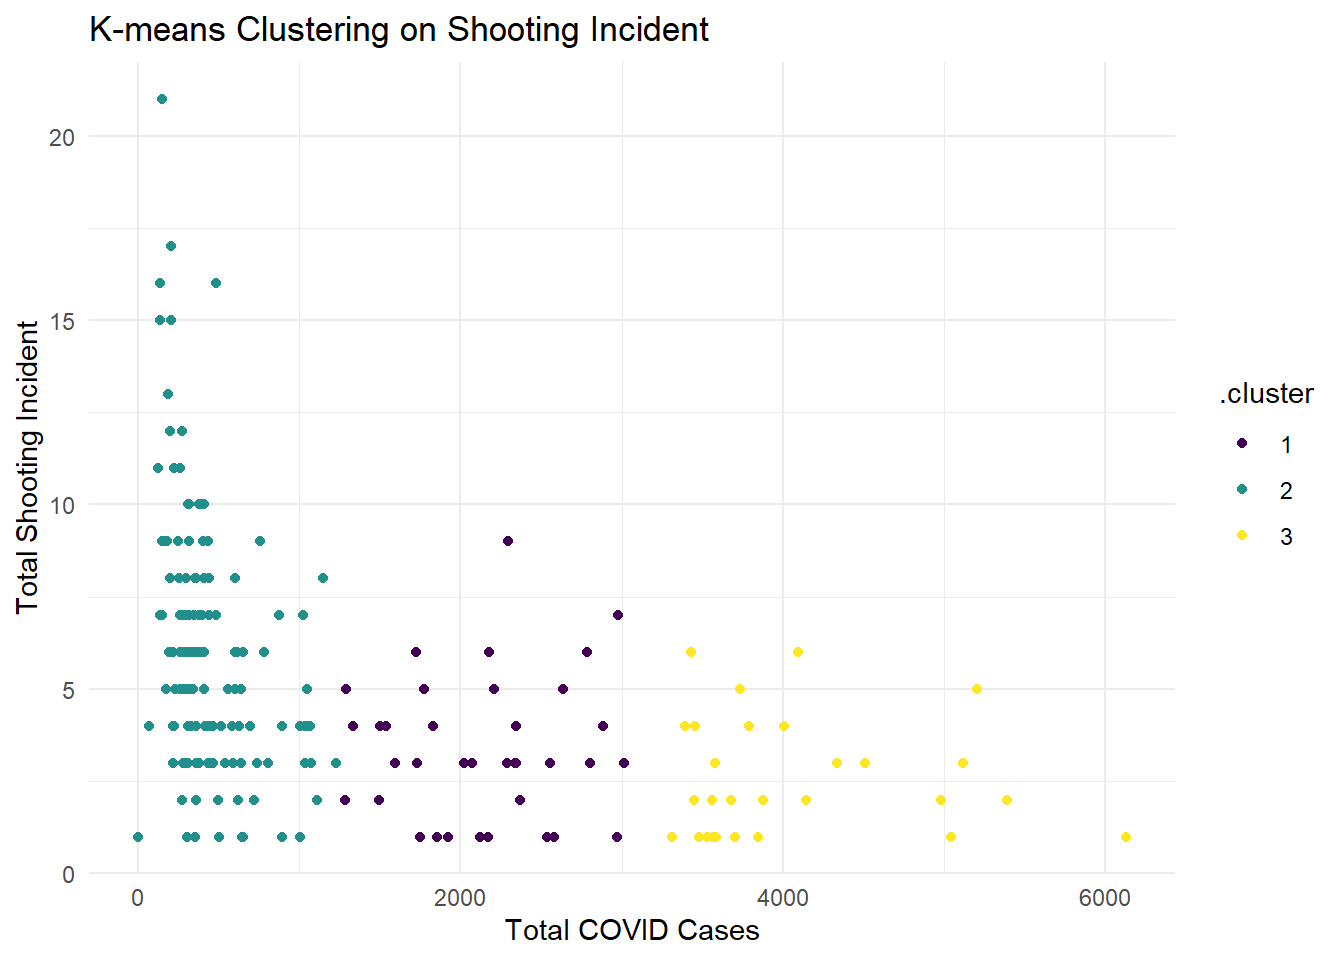 K-means Clustering on Shooting Incident
20
15
10
5
0
Total Shooting Incident
0 2000 4000 6000
Total COVID Cases
.cluster
1
2
3